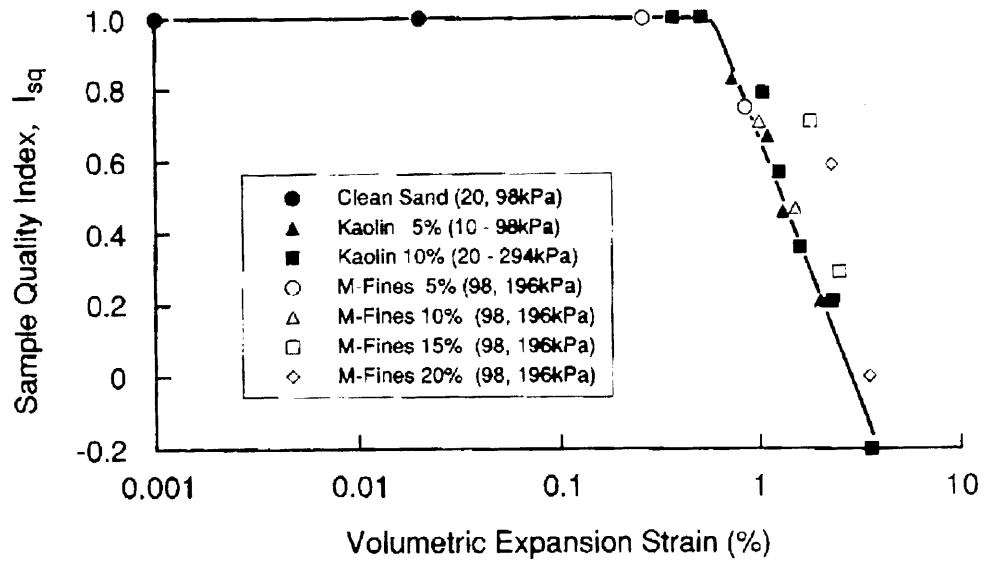 1.0
0.8
0.6
0.4
0.2
0
-0.2
Sample Quality Index, Isq
Clean Sand (20, 98kPa)
Kaolin 5% (10 - 98kPa)
Kaolin 10% (20 - 294kPa)
M-Fines 5% (98, 196kPa)
M-Fines 10% (98, 196kPa)
M-Fines 15% (98, 196kPa)
M-Fines 20% (98, 196kPa)
0.001 0.01 0.1 1 10
Volumetric Expansion Strain (%)